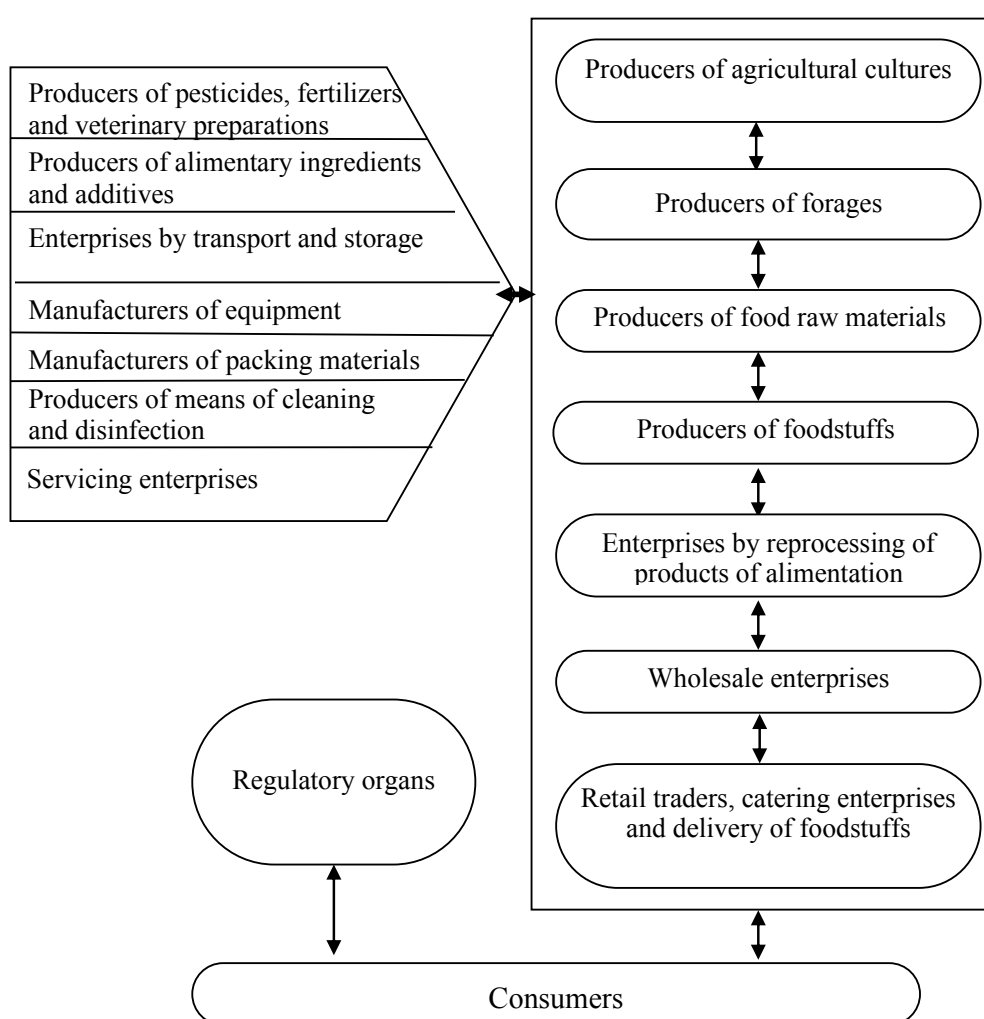 Producers of pesticides, fertilizers
and veterinary preparations
Producers of alimentary ingredients
and additives
Enterprises by transport and storage
Manufacturers of equipment
Manufacturers of packing materials
Producers of means of cleaning
and disinfection
Servicing enterprises
Producers of agricultural cultures
Producers of forages
Producers of food raw materials
Producers of foodstuffs
Enterprises by reprocessing of
products of alimentation
Wholesale enterprises
Retail traders, catering enterprises
and delivery of foodstuffs
Regulatory organs
Consumers